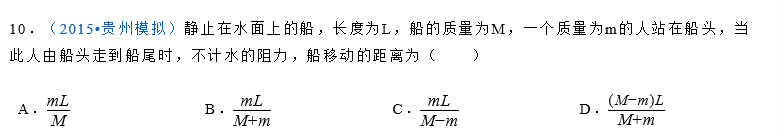 10．（2015•贵州模拟）静止在水面上的船，长度为L，船的质量为M，一个质量为m的人站在船头，当
此人由船头走到船尾时，不计水的阻力，船移动的距离为（　　）
A．mL/M　B．mL/M+m　C．mL/M−m　D．(M−m)L/M+m